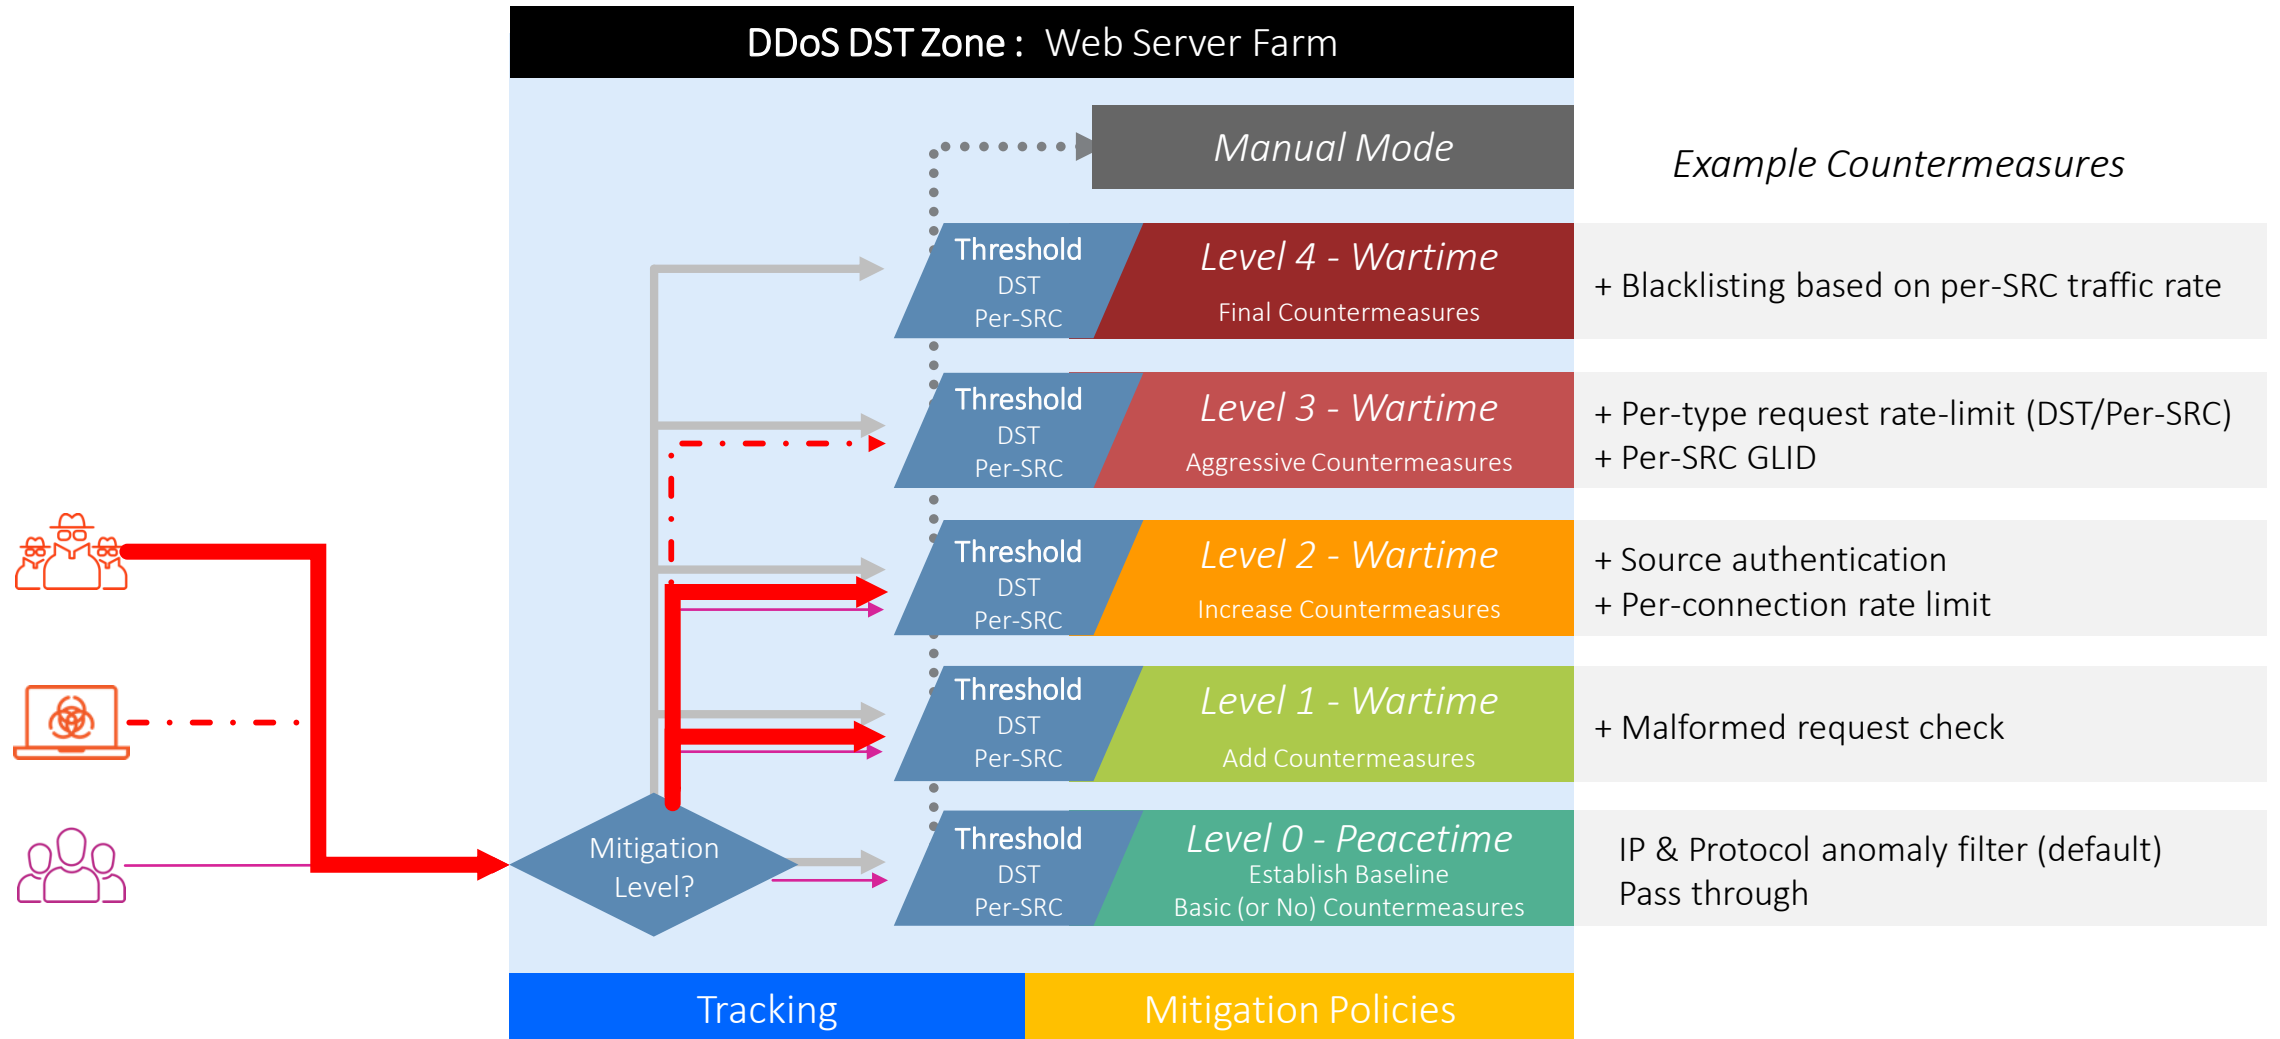 DDoS DST Zone : Web Server Farm
Manual Mode
Example Countermeasures
Threshold
DST
Per-SRC
Level 4 - Wartime
Final Countermeasures
+ Blacklisting based on per-SRC traffic rate
Threshold
DST
Per-SRC
Level 3 - Wartime
Aggressive Countermeasures
+ Per-type request rate-limit (DST/Per-SRC)
+ Per-SRC GLID
Threshold
DST
Per-SRC
Level 2 - Wartime
Increase Countermeasures
+ Source authentication
+ Per-connection rate limit
Threshold
DST
Per-SRC
Level 1 - Wartime
Add Countermeasures
+ Malformed request check
Mitigation
Level?
Threshold
DST
Per-SRC
Level 0 - Peacetime
Establish Baseline
Basic (or No) Countermeasures
IP & Protocol anomaly filter (default)
Pass through
Tracking
Mitigation Policies